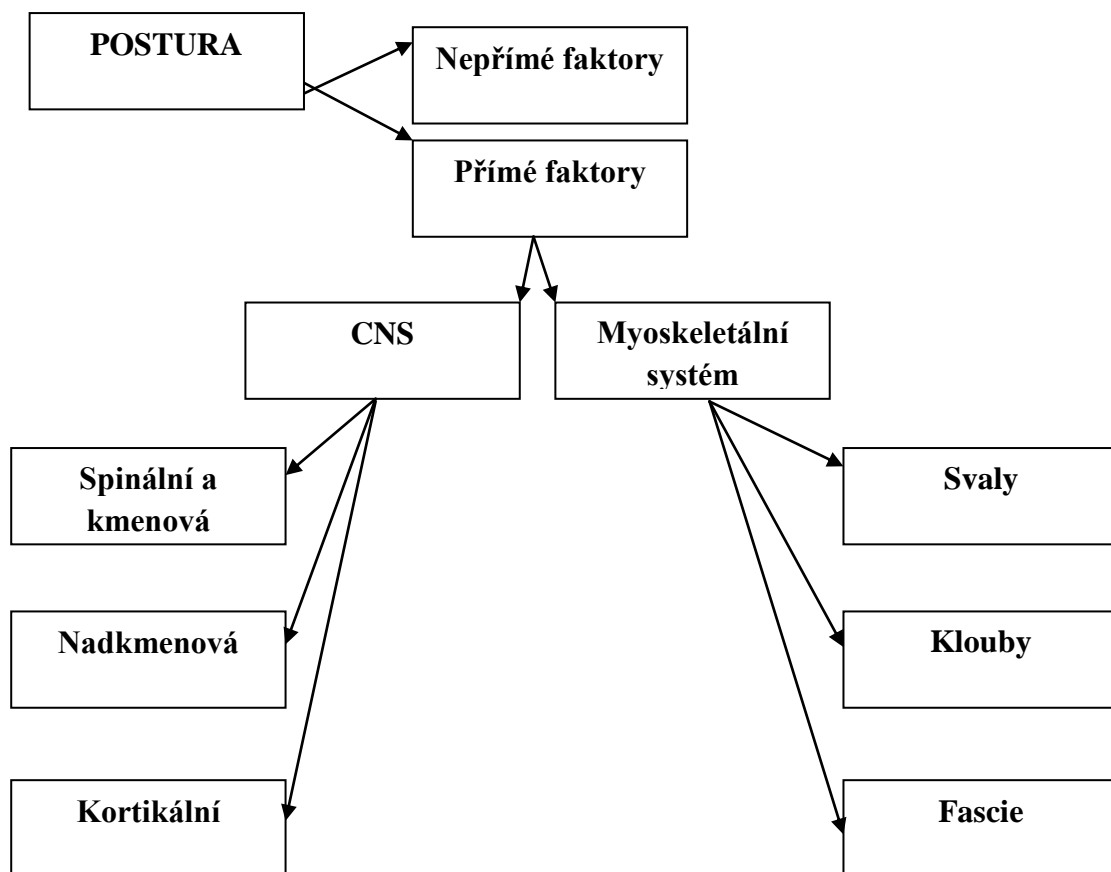 POSTURA
Nepřímé faktory
Přímé faktory
CNS
Myoskeletální
systém
Spinální a
kmenová
Svaly
Nadkmenová
Klouby
Kortikální
Fascie